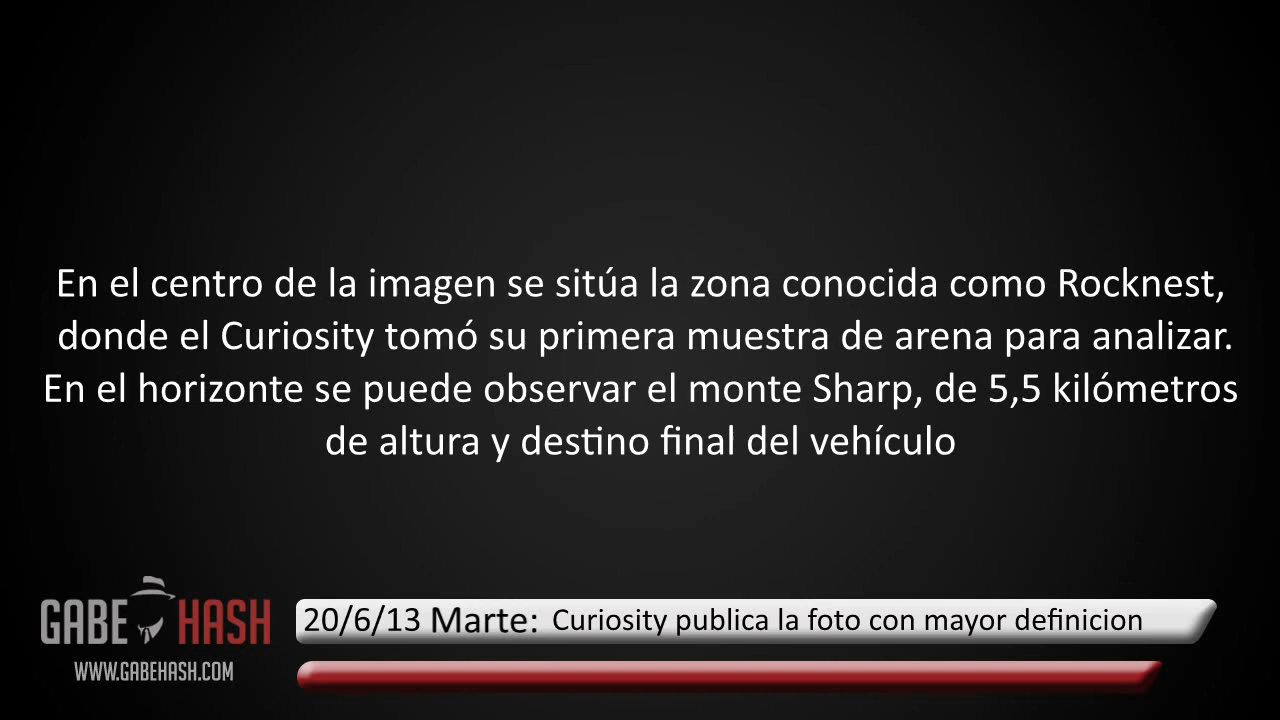 En el centro de la imagen se sitúa la zona conocida como Rocknest,
donde el Curiosity tomó su primera muestra de arena para analizar.
En el horizonte se puede observar el monte Sharp, de 5,5 kilómetros
de altura y destino final del vehículo
GABE HASH
WWW.GABEHASH.COM
20/6/13 Marte: Curiosity publica la foto con mayor definicion